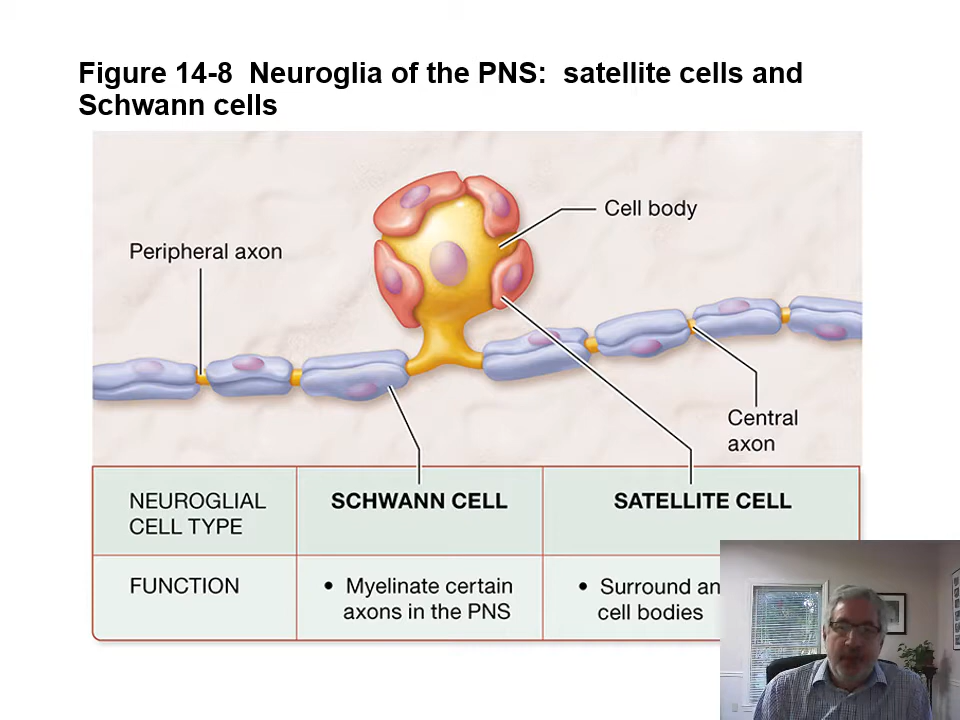 Figure 14-8  Neuroglia of the PNS:  satellite cells and
Schwann cells
Cell body
Peripheral axon
Central
axon
NEUROGLIAL
CELL TYPE
SCHWANN CELL
SATELLITE CELL
FUNCTION
• Myelinate certain
axons in the PNS
• Surround
cell bodies